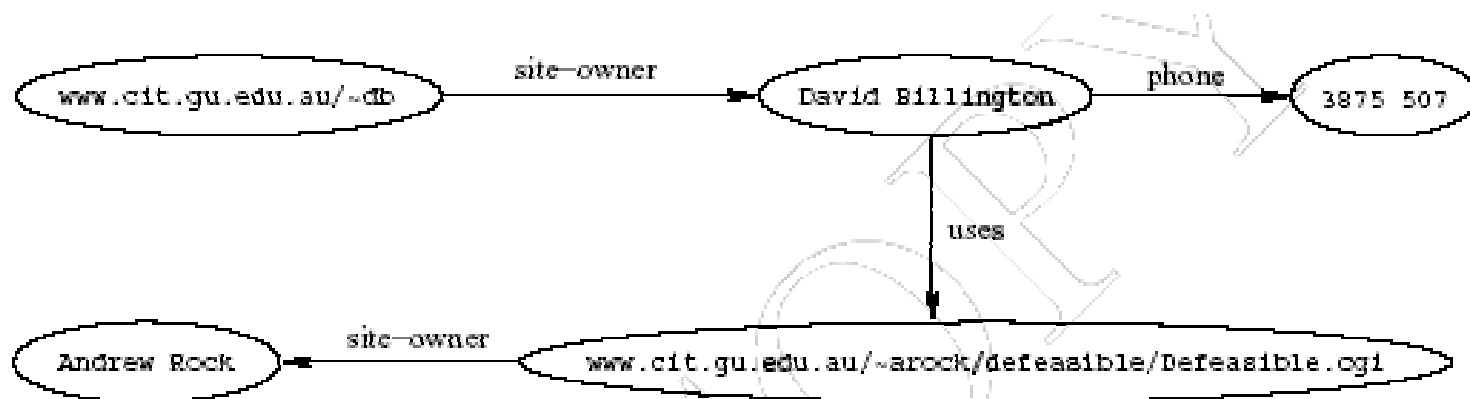 site-owner
phone
www.cit.gu.edu.au/~db
David Billington
3875 507
uses
site-owner
Andrew Rock
www.cit.gu.edu.au/~arock/defeasible/Defeasible.cgi